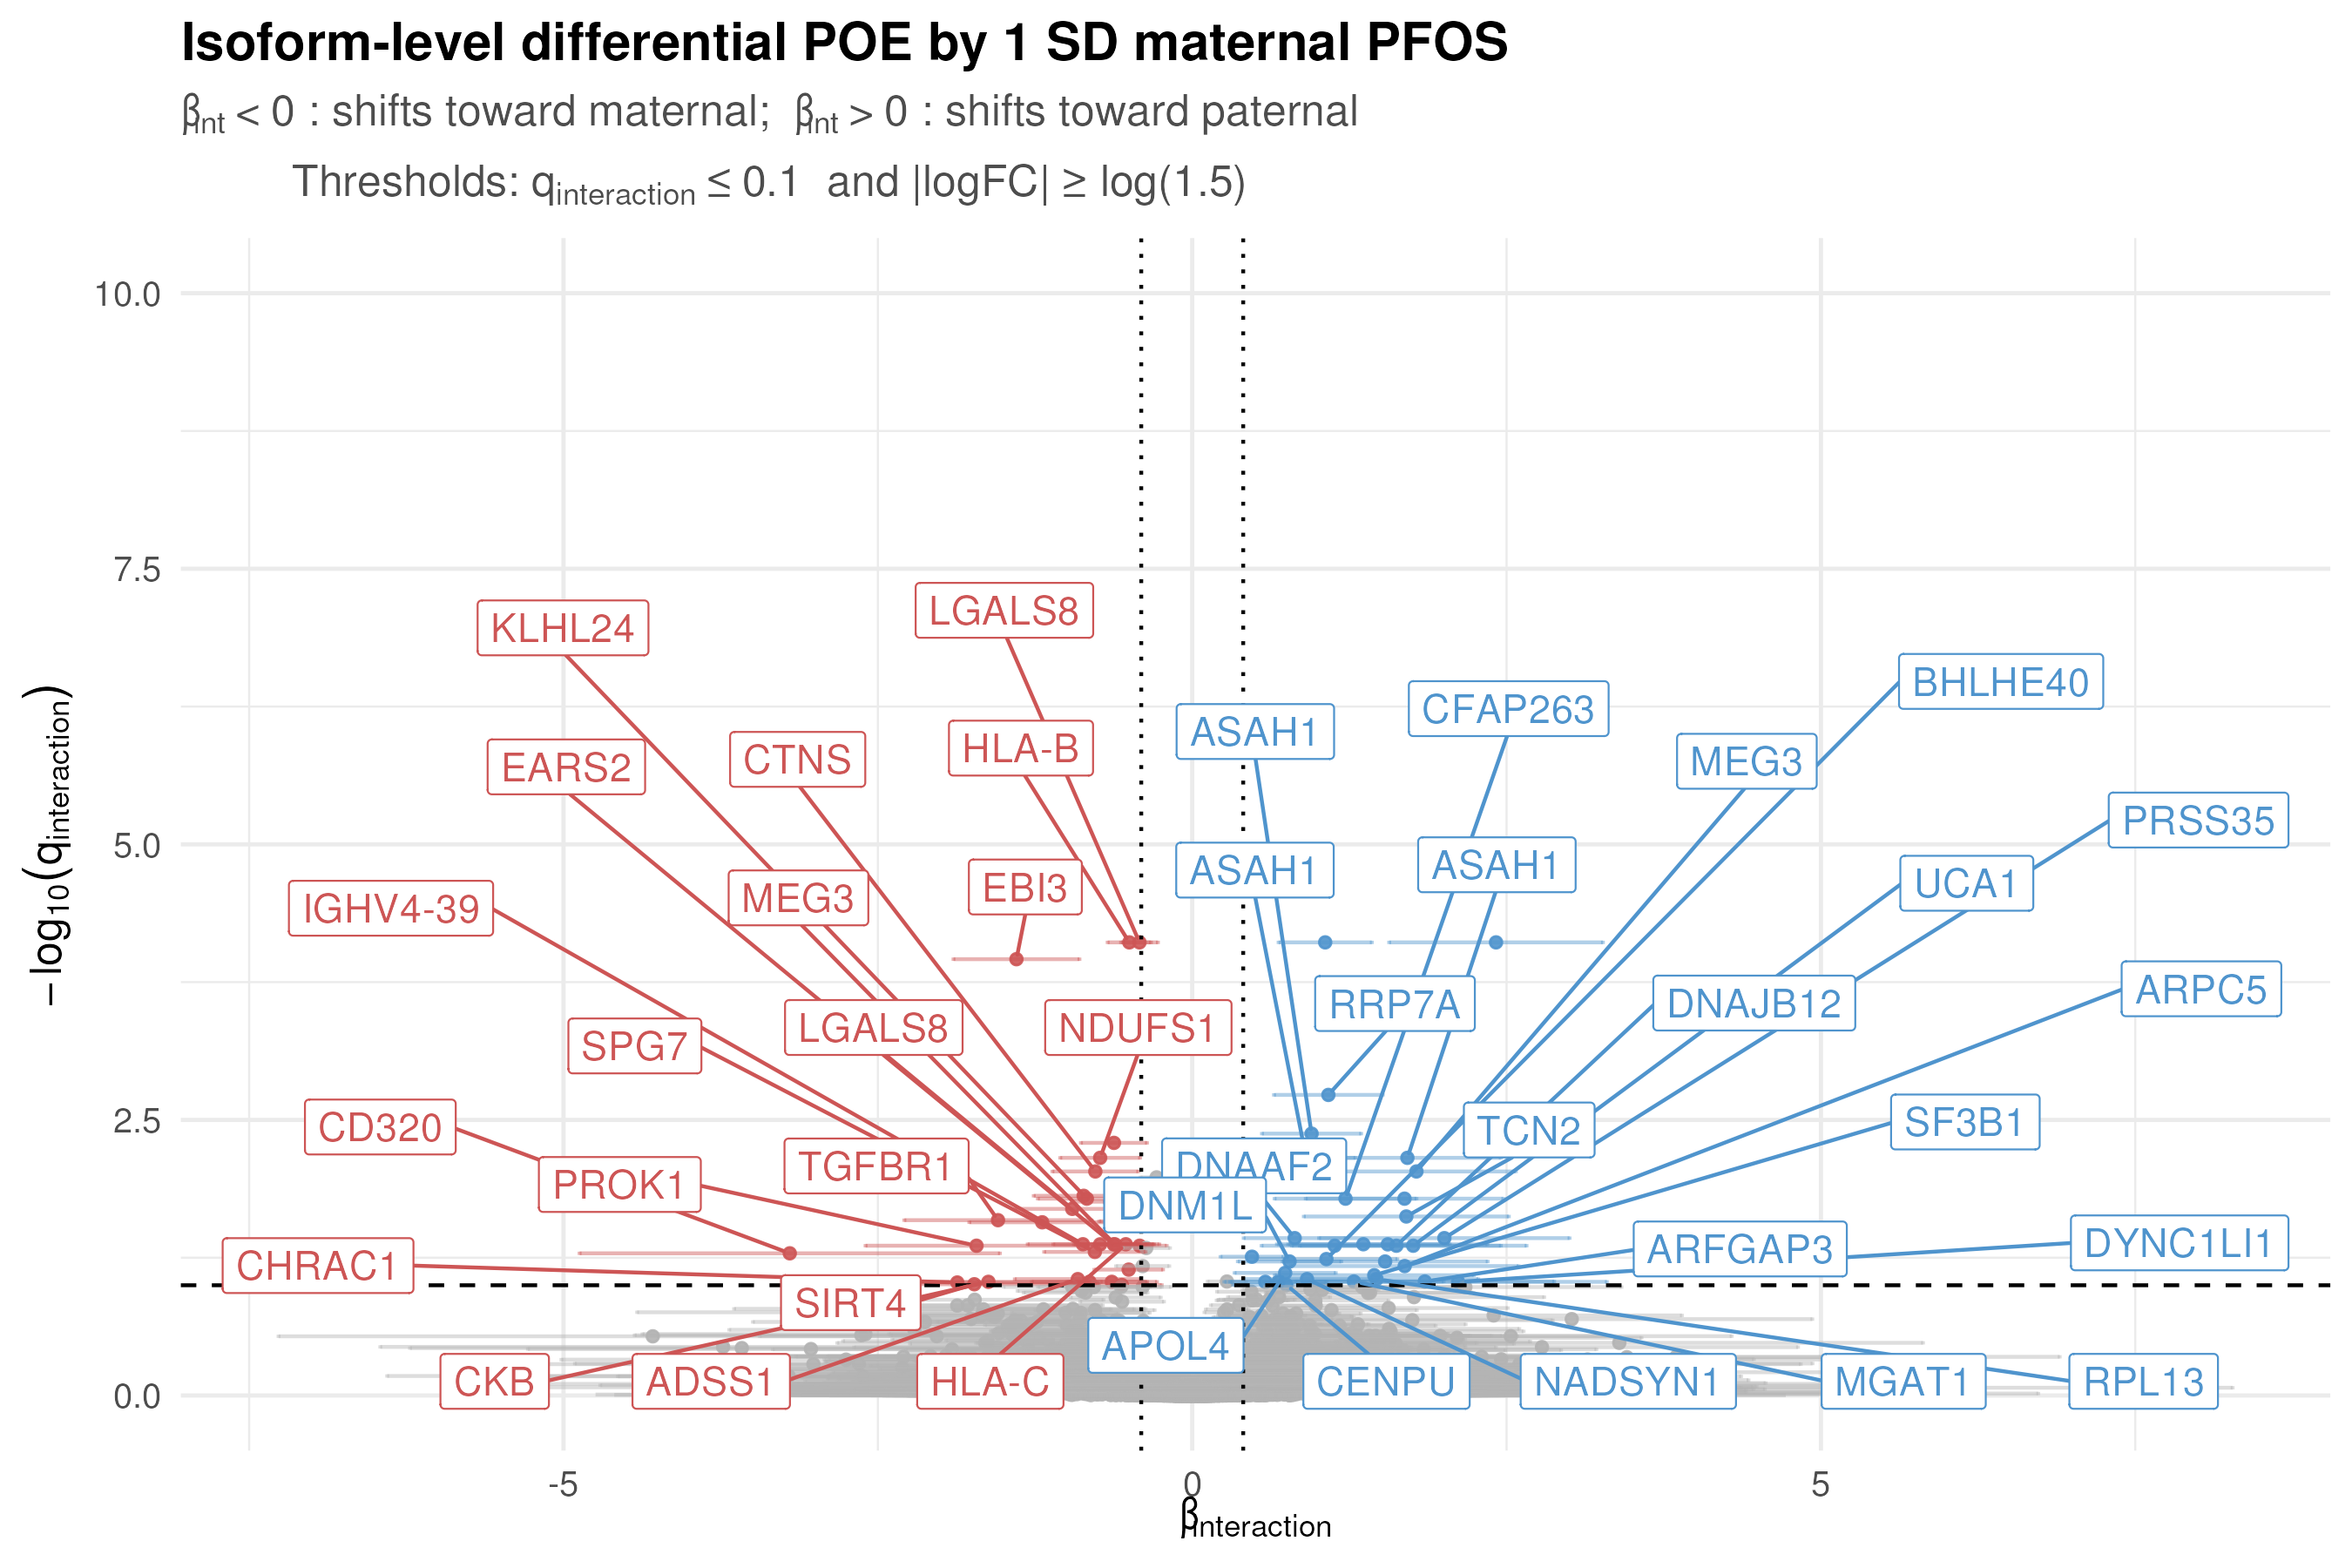 Isoform-level differential POE by 1 SD maternal PFOS
βint < 0 : shifts toward maternal; βint > 0 : shifts toward paternal
Thresholds: qinteraction ≤ 0.1 and |logFC| ≥ log(1.5)
10.0
7.5
5.0
2.5
0.0
−log10(qinteraction)
KLHL24
LGALS8
BHLHE40
CFAP263
ASAH1
HLA-B
CTNS
EARS2
MEG3
PRSS35
ASAH1
ASAH1
UCA1
EBI3
MEG3
IGHV4-39
ARPC5
RRP7A
DNAJB12
LGALS8
NDUFS1
SPG7
CD320
SF3B1
TCN2
TGFBR1
DNAAF2
PROK1
DNM1L
CHRAC1
ARFGAP3
DYNC1LI1
SIRT4
APOL4
CKB
ADSS1
HLA-C
CENPU
NADSYN1
MGAT1
RPL13
-5
0
5
βinteraction